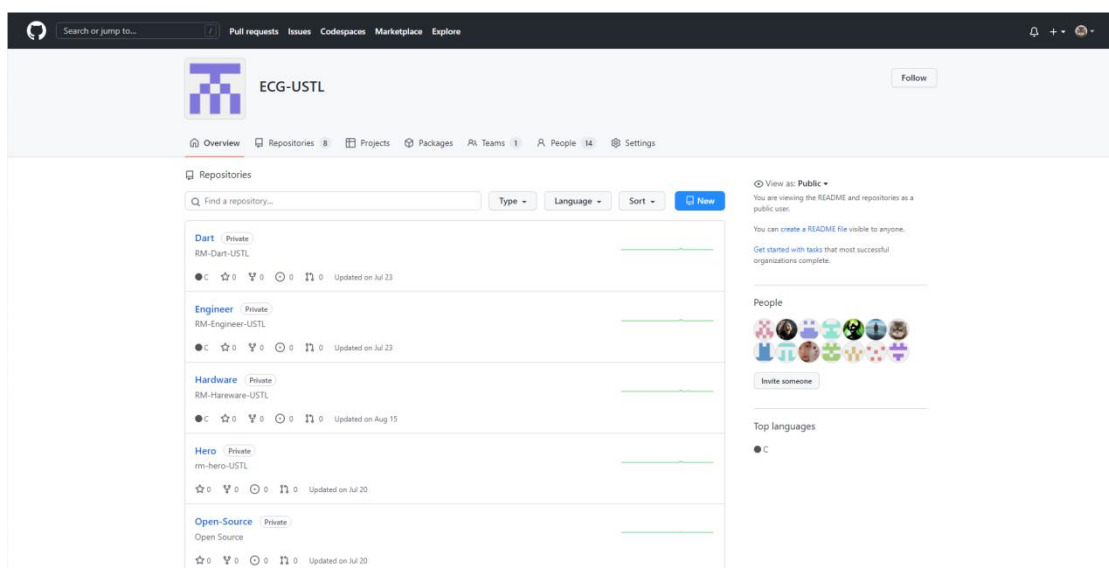 Search or jump to... / Pull requests Issues Codespaces Marketplace Explore
ECG-USTL
Follow
Overview Repositories 8 Projects Packages Teams 1 People 14 Settings
Repositories
Find a repository... Type Language Sort New
Dart Private
RM-Dart-USTL
C 0 0 0 0 Updated on Jul 23
Engineer Private
RM-Engineer-USTL
C 0 0 0 0 Updated on Jul 23
Hardware Private
RM-Hareware-USTL
C 0 0 0 0 Updated on Aug 15
Hero Private
rm-hero-USTL
0 0 0 0 Updated on Jul 20
Open-Source Private
Open Source
0 0 0 0 Updated on Jul 20
View as: Public
You are viewing the README and repositories as a
public user.
You can create a README file visible to anyone.
Get started with tasks that most successful
organizations complete.
People
Invite someone
Top languages
C